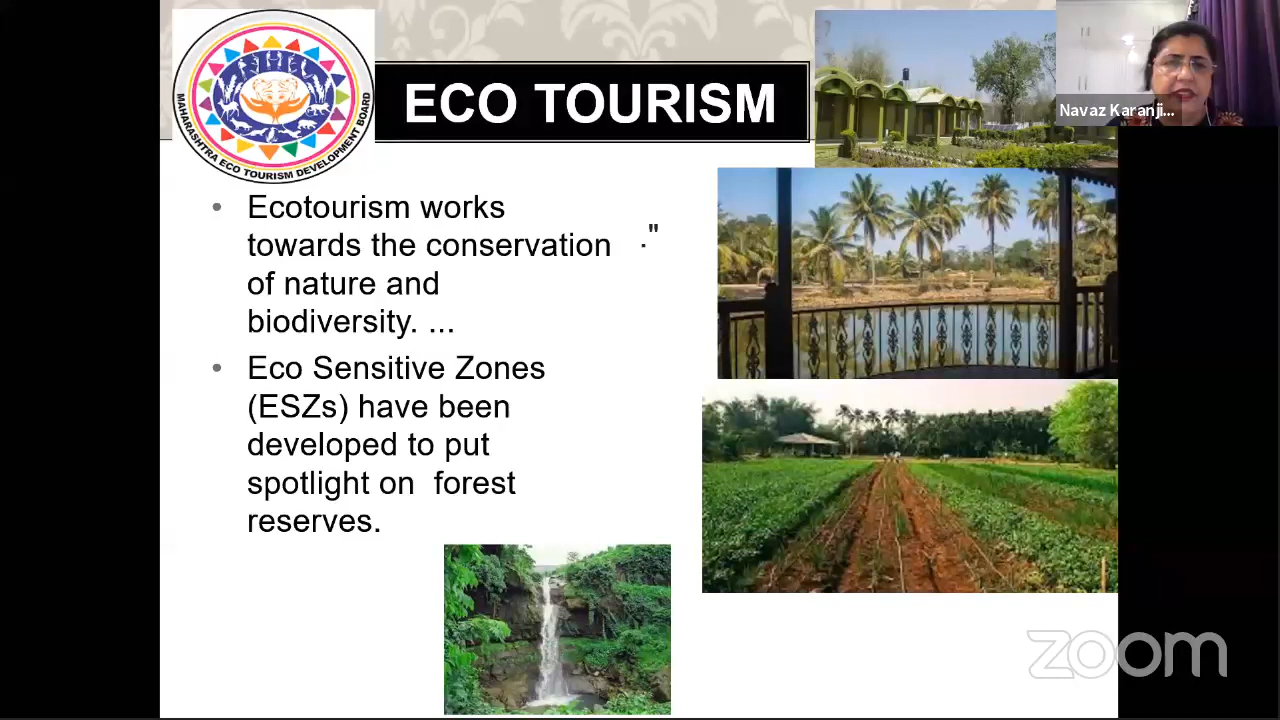 ECO TOURISM
MAHARASHTRA ECO TOURISM DEVELOPMENT BOARD
Navaz Karanji...
• Ecotourism works
towards the conservation
of nature and
biodiversity. ...
."
• Eco Sensitive Zones
(ESZs) have been
developed to put
spotlight on forest
reserves.
zoom